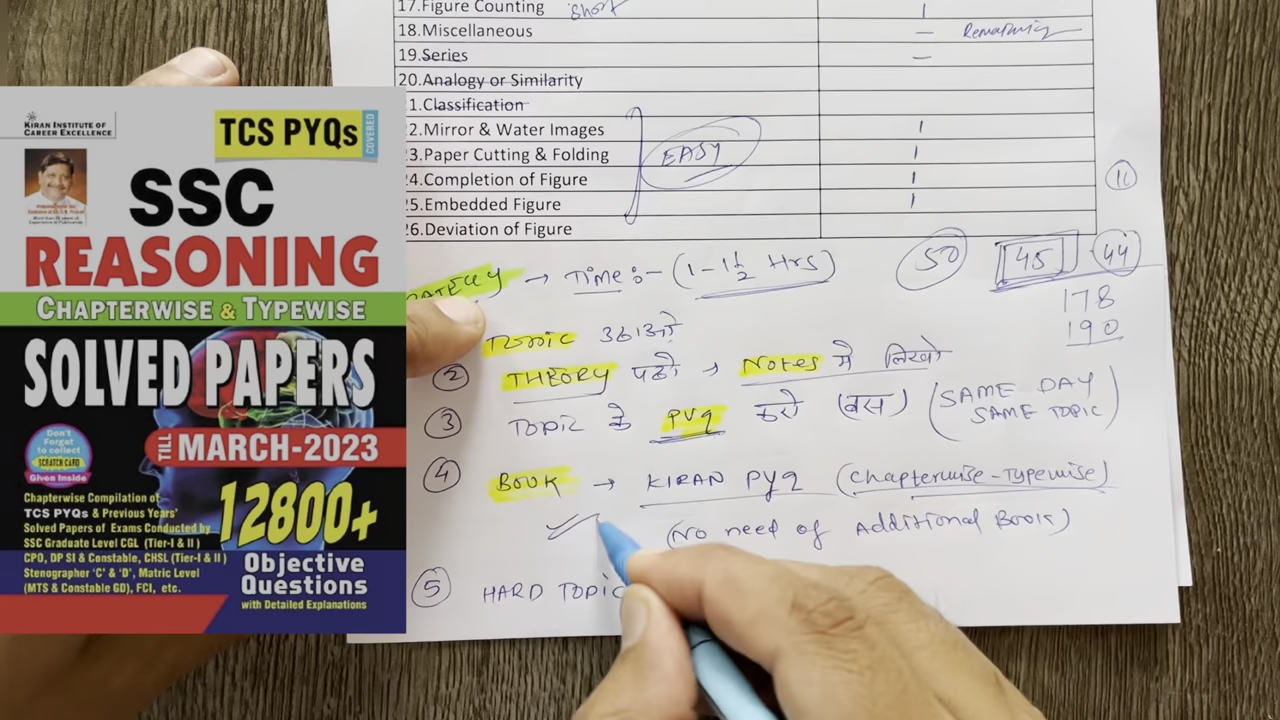 17.Figure Counting short
18.Miscellaneous Remaining
19.Series
20.Analogy or Similarity
1.Classification
2.Mirror & Water Images
3.Paper Cutting & Folding
EASY
24.Completion of Figure
11
25.Embedded Figure
26.Deviation of Figure
50 45 44
→ Time:- (1-1½ Hrs)
178
190
TOPIC उठाओ
② THEORY पढो → Notes मे लिखो
③ TOPIC के PYQ करो (बस) (SAME DAY SAME TOPIC)
④ BOOK → KIRAN PYQ (Chapterwise-Typewise)
(No need of Additional Book)
⑤ HARD TOPIC
KIRAN INSTITUTE OF
CAREER EXCELLENCE
TCS PYQs
COVERED
SSC
REASONING
CHAPTERWISE & TYPEWISE
SOLVED PAPERS
TILL MARCH-2023
Don't
Forget
to collect
SCRATCH CARD
Given Inside
12800+
Objective
Questions
with Detailed Explanations
Chapterwise Compilation of
TCS PYQs & Previous Years'
Solved Papers of Exams Conducted by
SSC Graduate Level CGL (Tier-I & II)
CPO, DP SI & Constable, CHSL (Tier-I & II)
Stenographer 'C' & 'D', Matric Level
(MTS & Constable GD), FCI, etc.